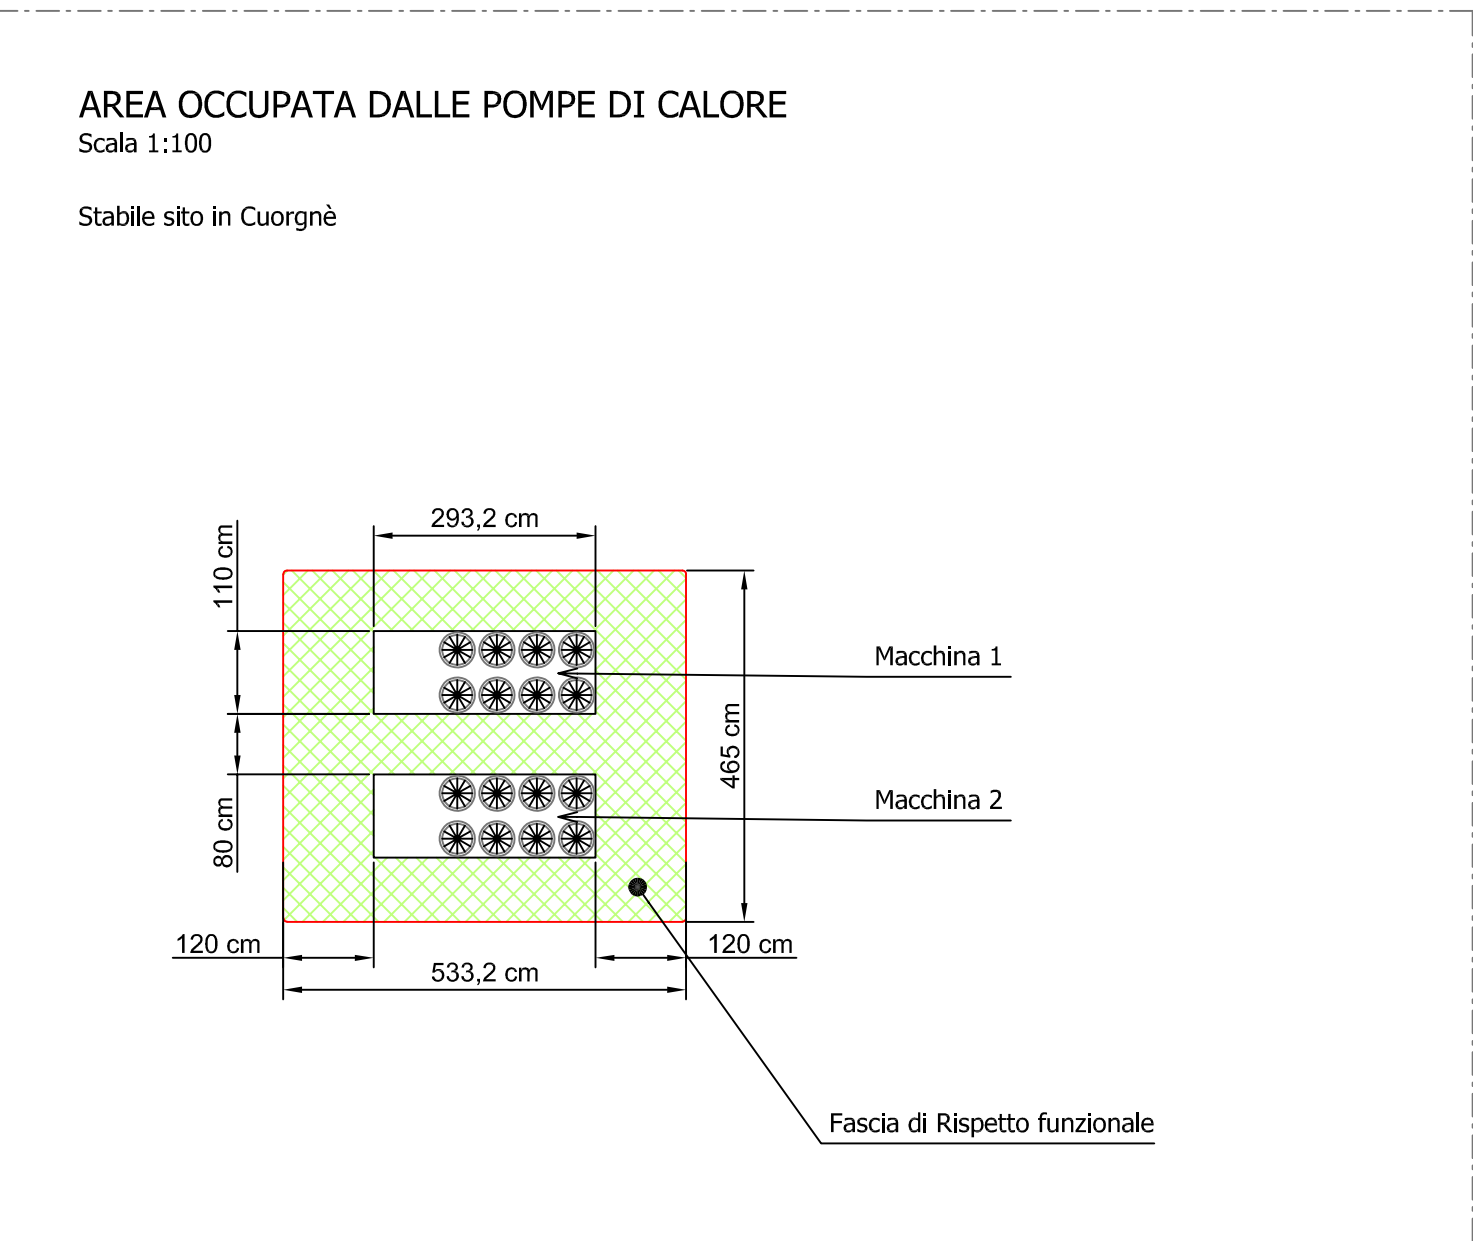 AREA OCCUPATA DALLE POMPE DI CALORE
Scala 1:100
Stabile sito in Cuorgnè
293,2 cm
110 cm
Macchina 1
465 cm
Macchina 2
80 cm
120 cm
120 cm
533,2 cm
Fascia di Rispetto funzionale